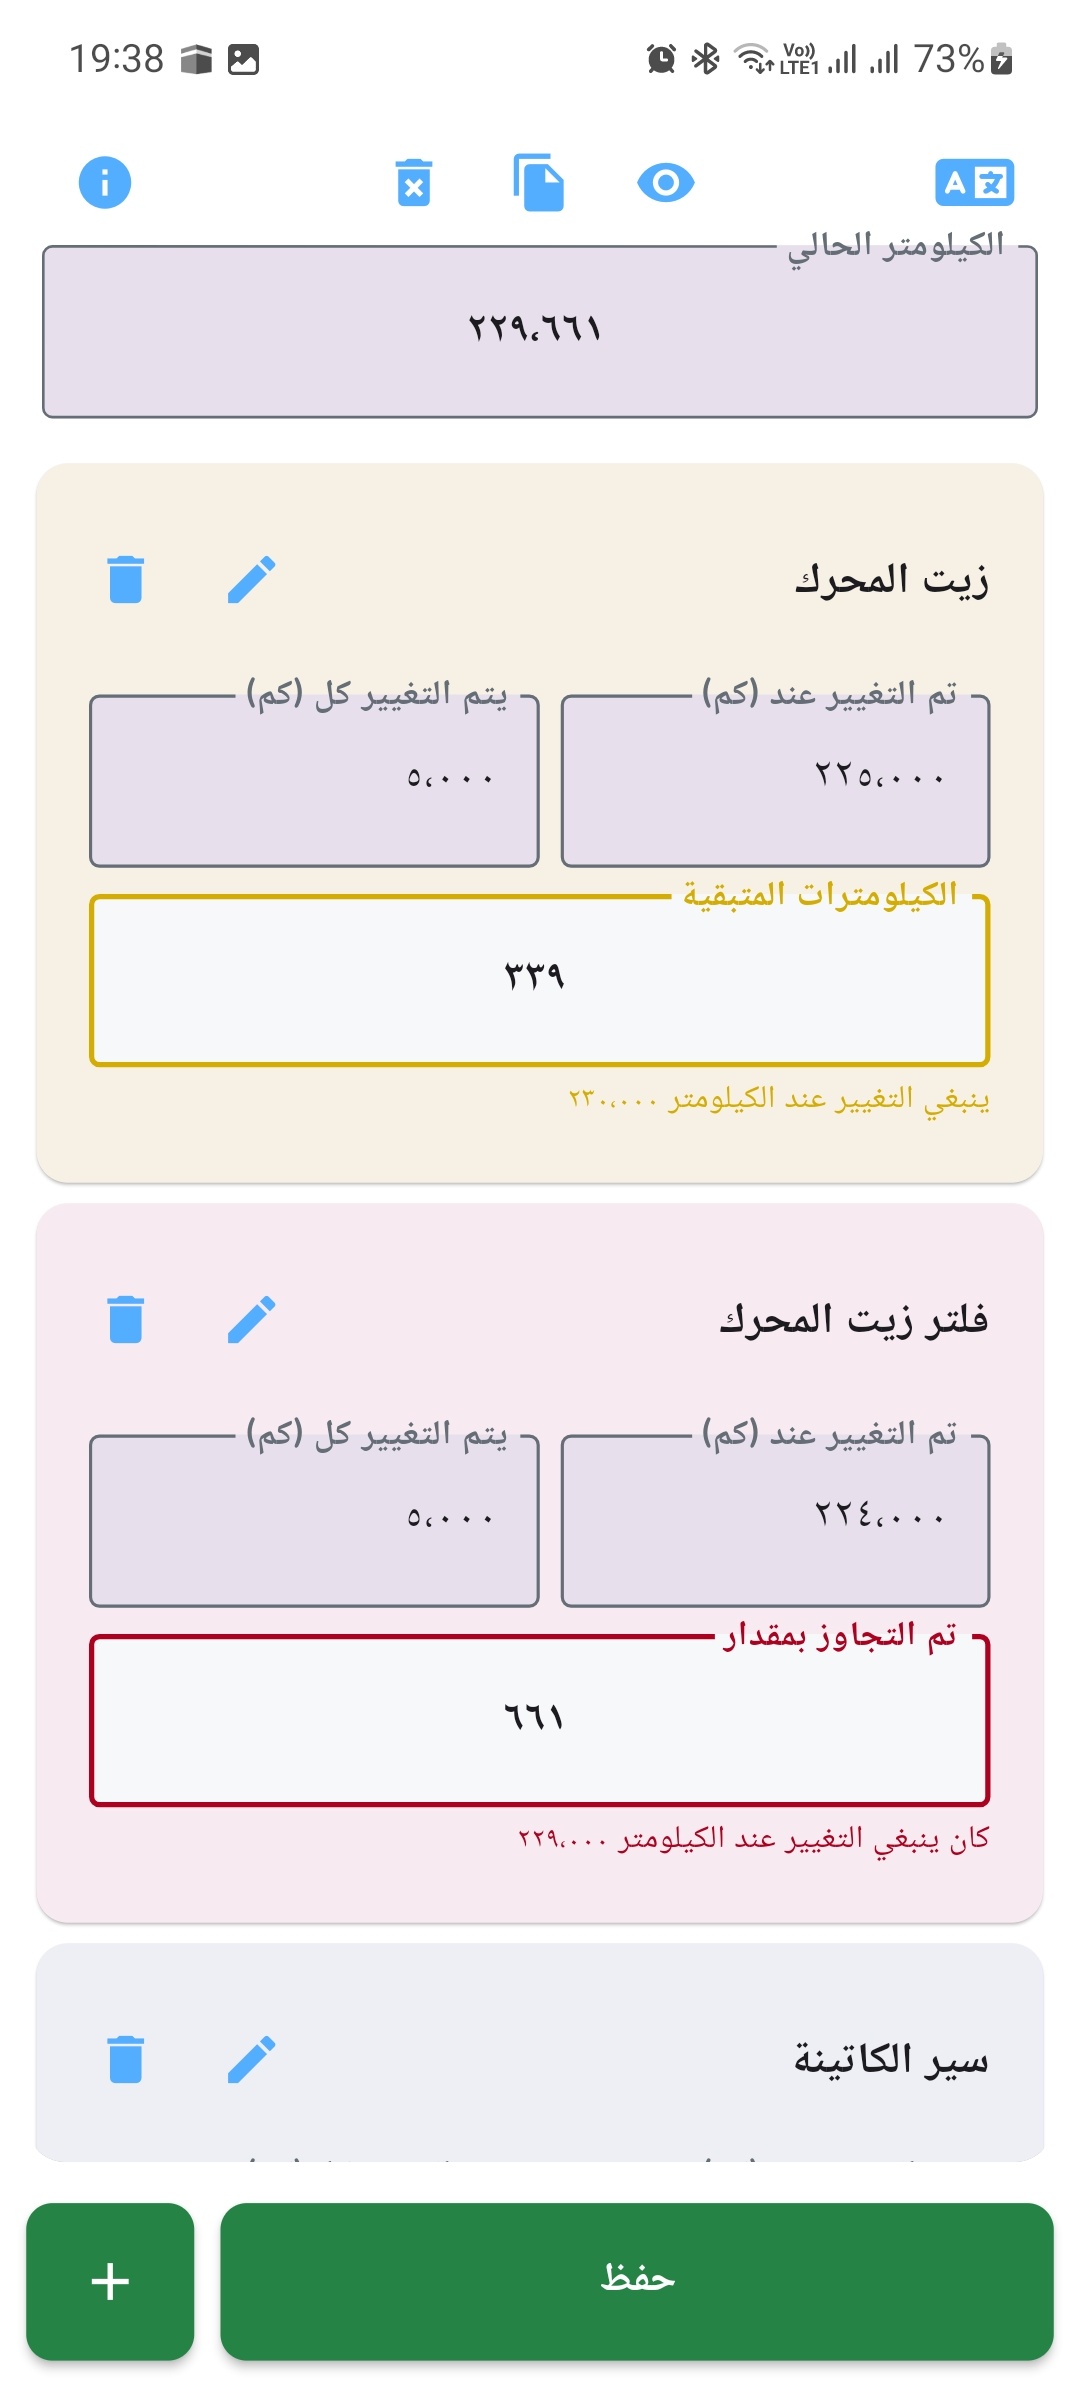 19:38
Vo)) LTE1 73%
الكيلومتر الحالي
٢٢٩،٦٦١
زيت المحرك
تم التغيير عند (كم)
يتم التغيير كل (كم)
٢٢٥،٠٠٠
٥،٠٠٠
الكيلومترات المتبقية
٣٣٩
ينبغي التغيير عند الكيلومتر ٢٣٠،٠٠٠
فلتر زيت المحرك
تم التغيير عند (كم)
يتم التغيير كل (كم)
٢٢٤،٠٠٠
٥،٠٠٠
تم التجاوز بمقدار
٦٦١
كان ينبغي التغيير عند الكيلومتر ٢٢٩،٠٠٠
سير الكاتينة
+
حفظ